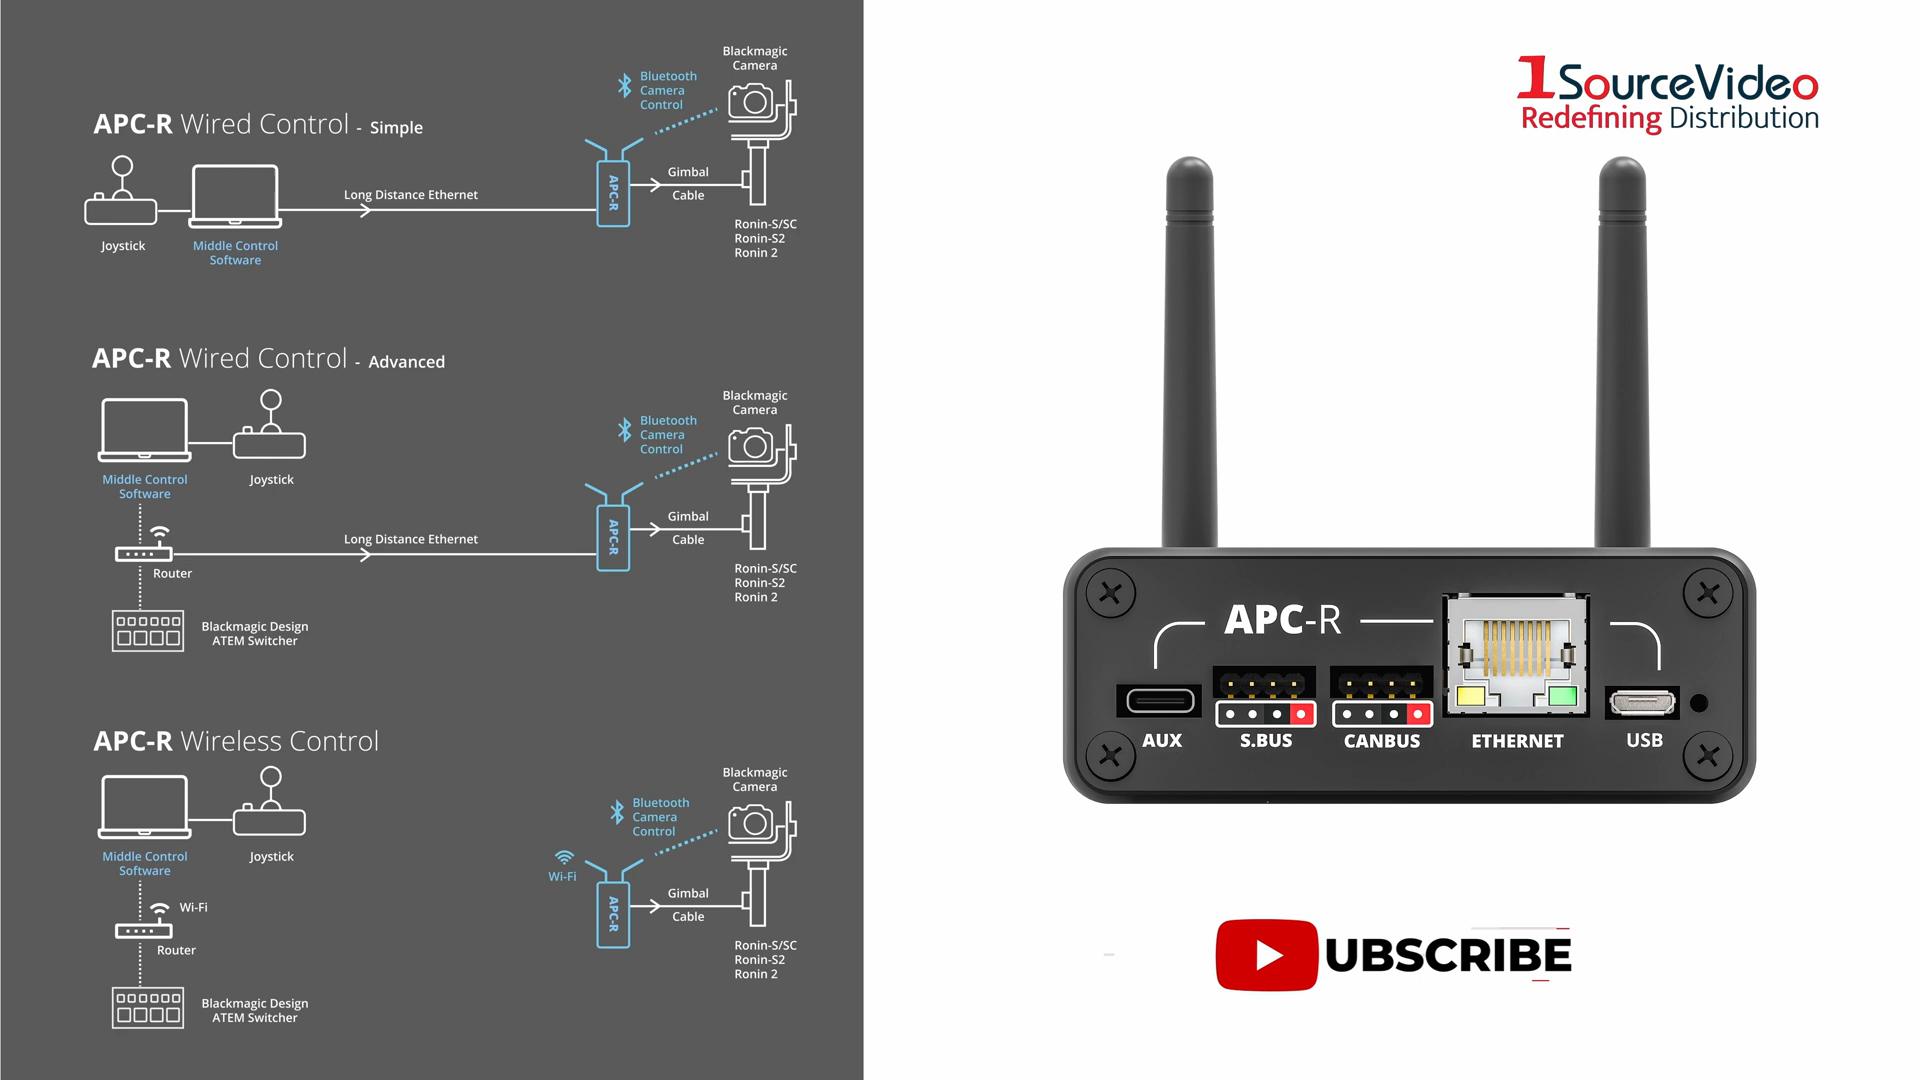 APC-R Wired Control - Simple
Joystick
Middle Control
Software
Long Distance Ethernet
Bluetooth
Camera
Control
Blackmagic
Camera
APC-R
Gimbal
Cable
Ronin-S/SC
Ronin-S2
Ronin 2
APC-R Wired Control - Advanced
Middle Control
Software
Joystick
Router
Long Distance Ethernet
Blackmagic Design
ATEM Switcher
Bluetooth
Camera
Control
Blackmagic
Camera
APC-R
Gimbal
Cable
Ronin-S/SC
Ronin-S2
Ronin 2
APC-R Wireless Control
Middle Control
Software
Joystick
Wi-Fi
Router
Blackmagic Design
ATEM Switcher
Wi-Fi
Bluetooth
Camera
Control
Blackmagic
Camera
APC-R
Gimbal
Cable
Ronin-S/SC
Ronin-S2
Ronin 2
1SourceVideo
Redefining Distribution
APC-R
AUX
S.BUS
CANBUS
ETHERNET
USB
UBSCRIBE